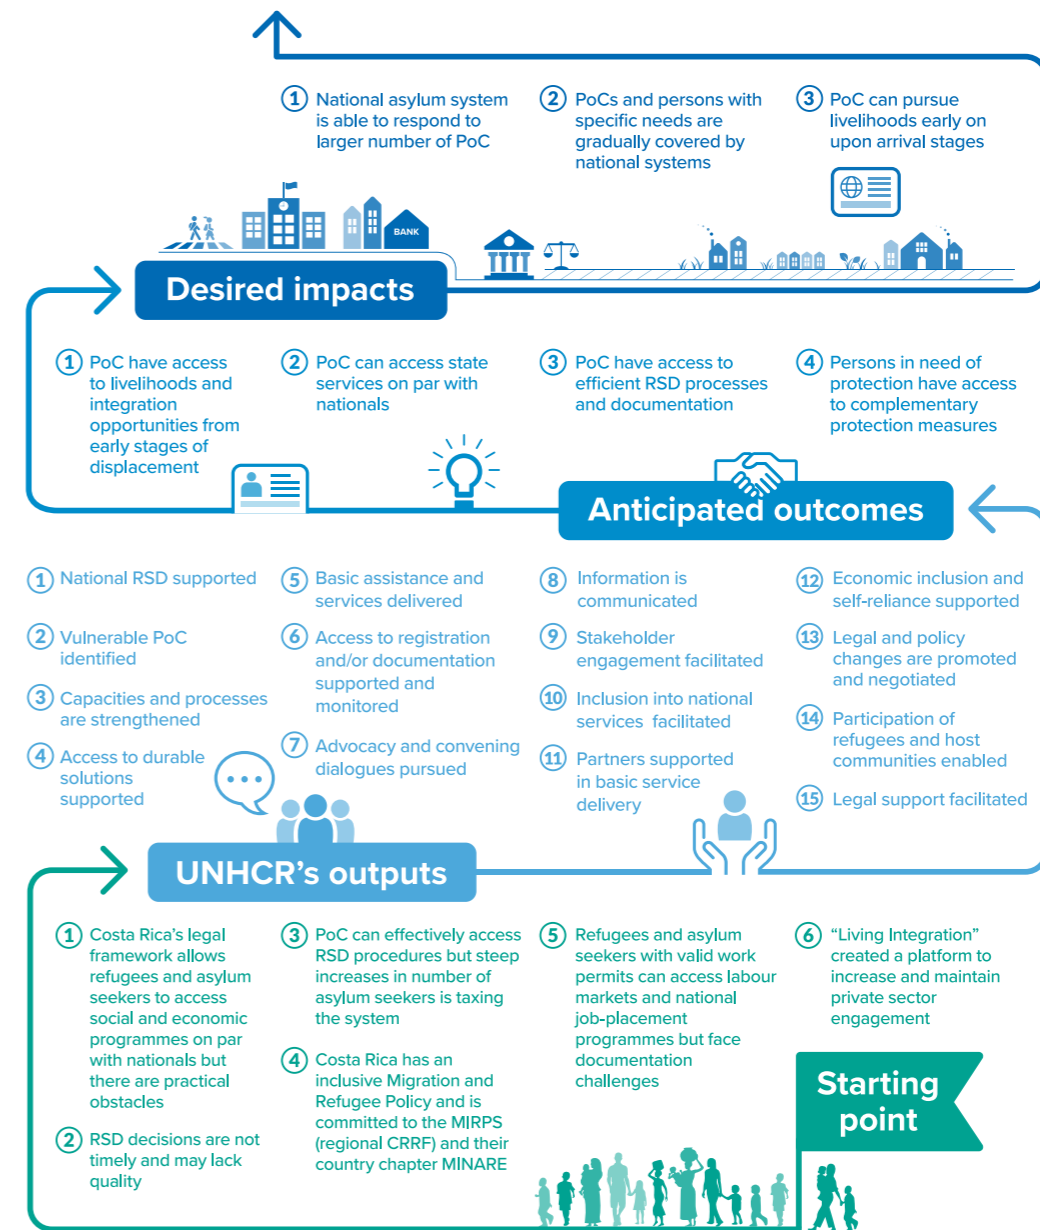 1 National asylum system
is able to respond to
larger number of PoC
2 PoCs and persons with
specific needs are
gradually covered by
national systems
3 PoC can pursue
livelihoods early on
upon arrival stages
BANK
Desired impacts
1 PoC have access
to livelihoods and
integration
opportunities from
early stages of
displacement
2 PoC can access state
services on par with
nationals
3 PoC have access to
efficient RSD processes
and documentation
4 Persons in need of
protection have access
to complementary
protection measures
Anticipated outcomes
1 National RSD supported
2 Vulnerable PoC
identified
3 Capacities and processes
are strengthened
4 Access to durable
solutions
supported
5 Basic assistance and
services delivered
6 Access to registration
and/or documentation
supported and
monitored
7 Advocacy and convening
dialogues pursued
8 Information is
communicated
9 Stakeholder
engagement facilitated
10 Inclusion into national
services facilitated
11 Partners supported
in basic service
delivery
12 Economic inclusion and
self-reliance supported
13 Legal and policy
changes are promoted
and negotiated
14 Participation of
refugees and host
communities enabled
15 Legal support facilitated
UNHCR's outputs
1 Costa Rica's legal
framework allows
refugees and asylum
seekers to access
social and economic
programmes on par
with nationals but
there are practical
obstacles
2 RSD decisions are not
timely and may lack
quality
3 PoC can effectively access
RSD procedures but steep
increases in number of
asylum seekers is taxing
the system
4 Costa Rica has an
inclusive Migration and
Refugee Policy and is
committed to the MIRPS
(regional CRRF) and their
country chapter MINARE
5 Refugees and asylum
seekers with valid work
permits can access labour
markets and national
job-placement
programmes but face
documentation
challenges
6 “Living Integration”
created a platform to
increase and maintain
private sector
engagement
Starting
point